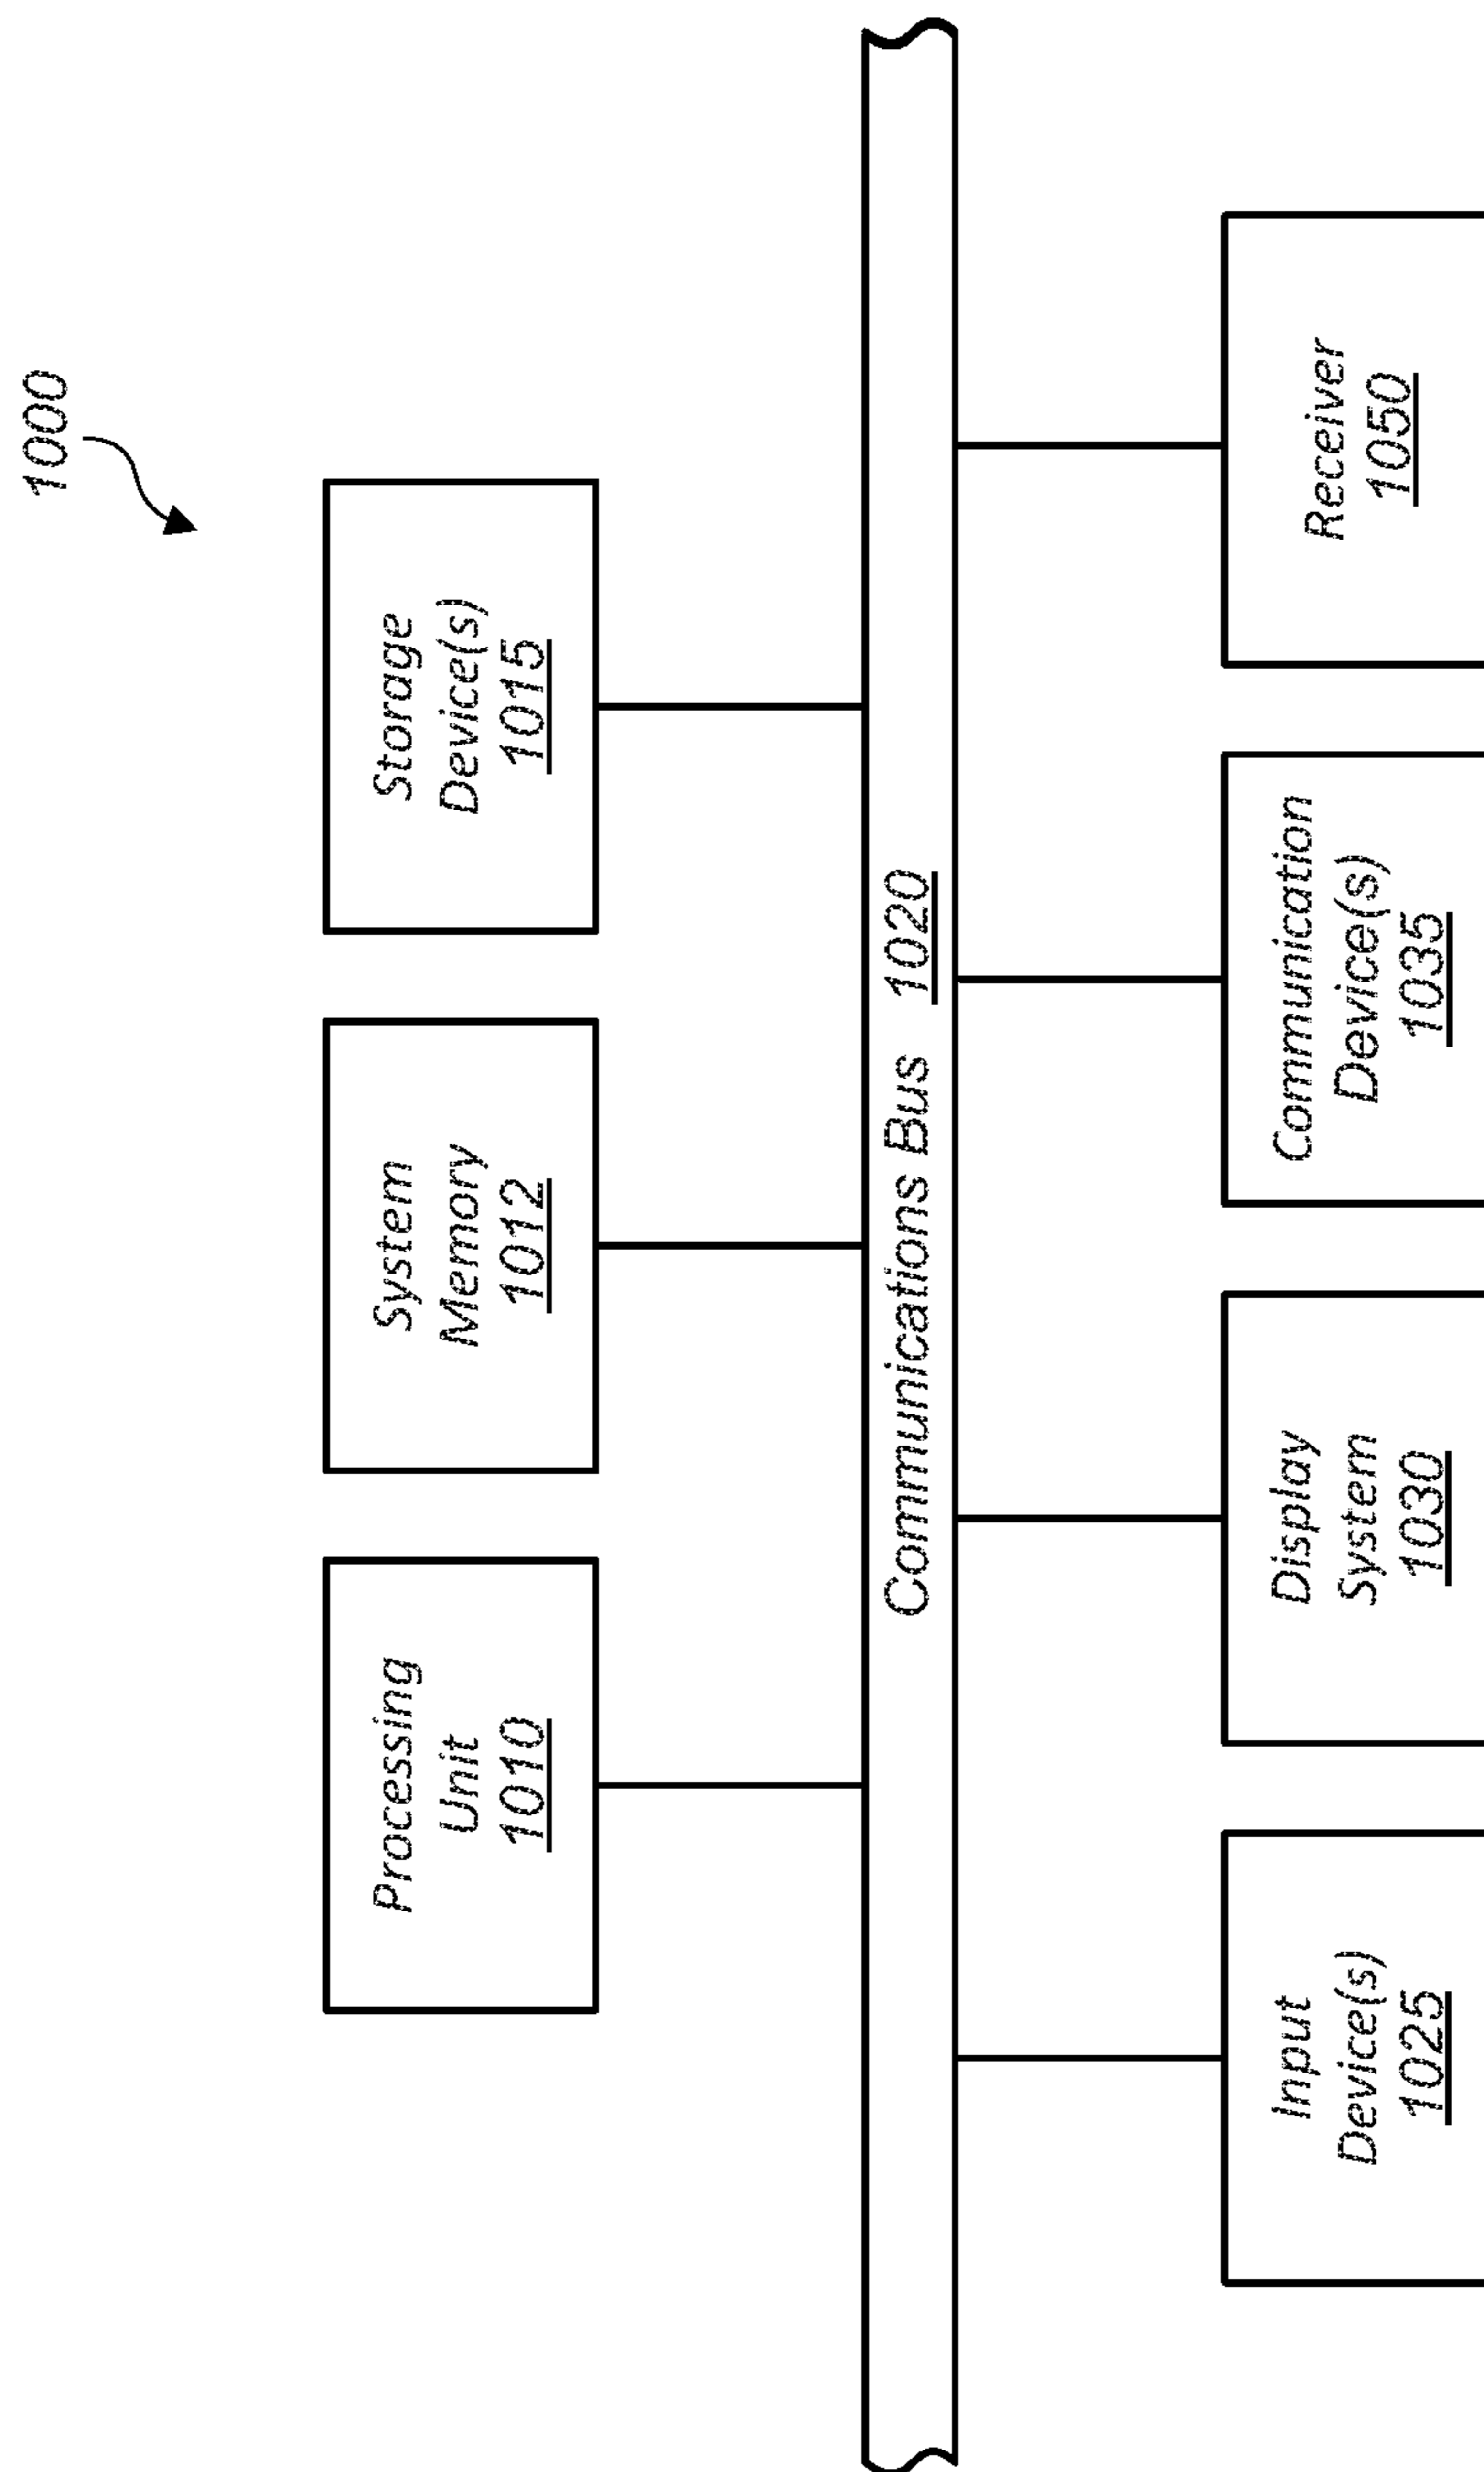 1000
Processing
Unit
1010
System
Memory
1012
Storage
Device(s)
1015
Communications Bus 1020
Input
Device(s)
1025
Display
System
1030
Communication
Device(s)
1035
Receiver
1050